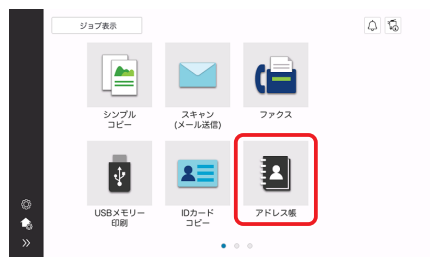 ジョブ表示
シンプル
コピー
スキャン
(メール送信)
ファクス
USBメモリー
印刷
IDカード
コピー
アドレス帳